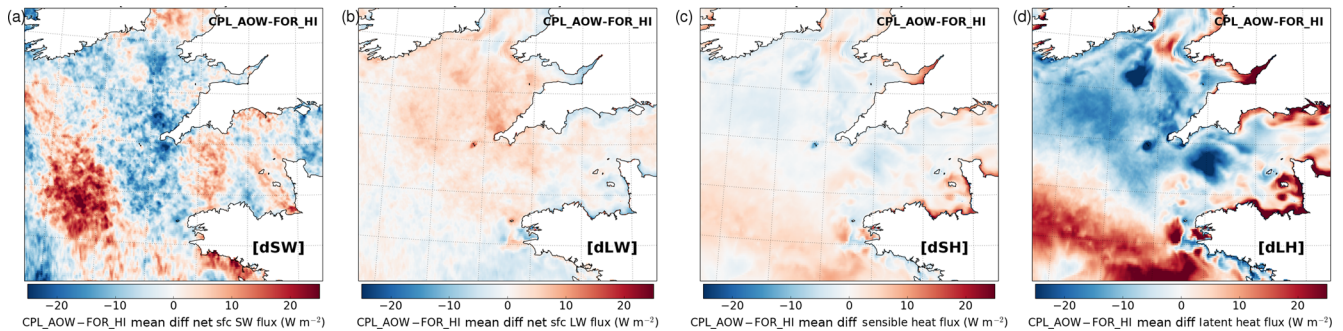 (a) CPL_AOW-FOR_HI
[dSW]
−20 −10 0 10 20
CPL_AOW−FOR_HI mean diff net sfc SW flux (W m−2)
(b) CPL_AOW-FOR_HI
[dLW]
−20 −10 0 10 20
CPL_AOW−FOR_HI mean diff net sfc LW flux (W m−2)
(c) CPL_AOW-FOR_HI
[dSH]
−20 −10 0 10 20
CPL_AOW−FOR_HI mean diff sensible heat flux (W m−2)
(d) CPL_AOW-FOR_HI
[dLH]
−20 −10 0 10 20
CPL_AOW−FOR_HI mean diff latent heat flux (W m−2)